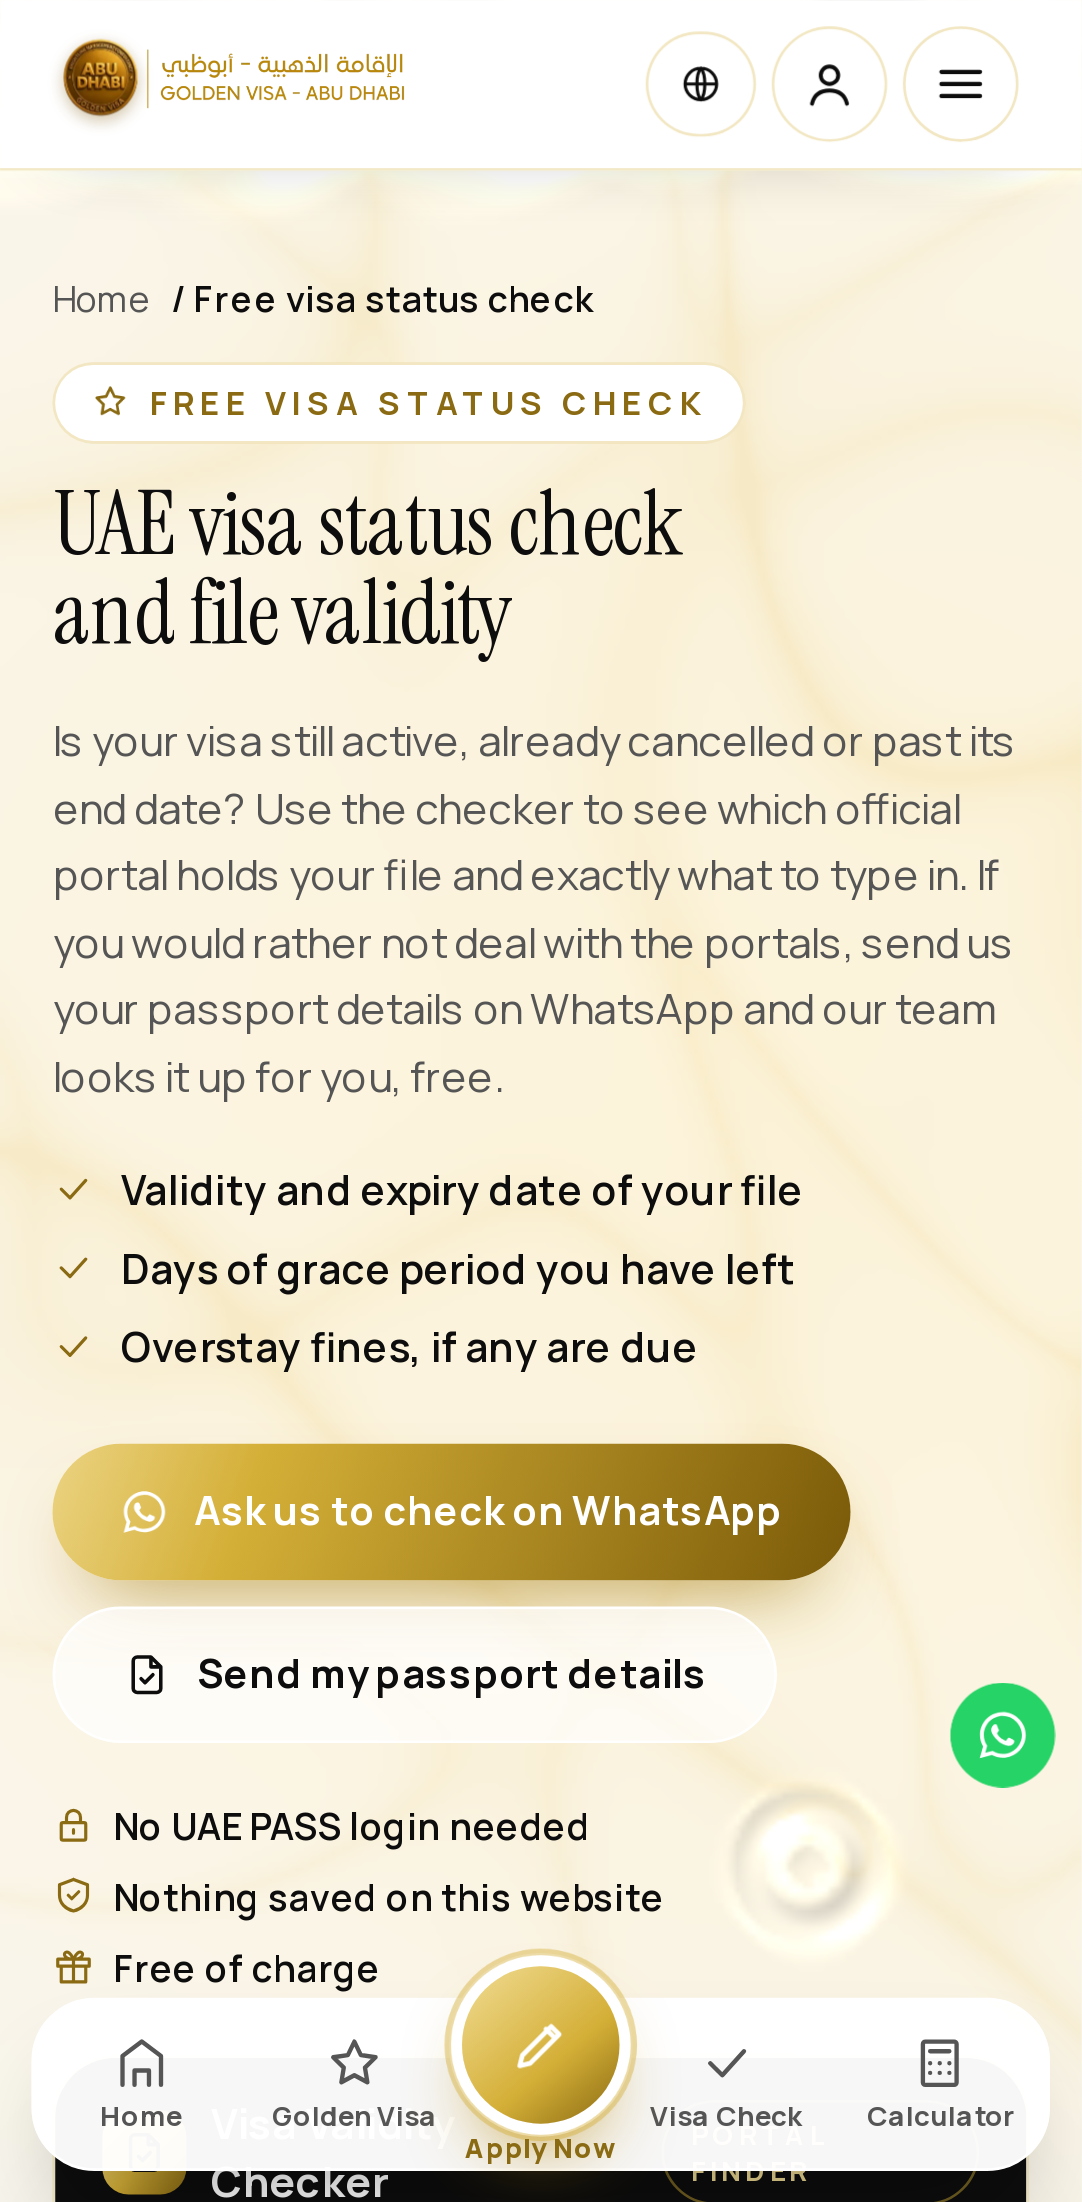 ABU DHABI
الإقامة الذهبية - أبوظبي
GOLDEN VISA - ABU DHABI
Home / Free visa status check
FREE VISA STATUS CHECK
UAE visa status check
and file validity
Is your visa still active, already cancelled or past its
end date? Use the checker to see which official
portal holds your file and exactly what to type in. If
you would rather not deal with the portals, send us
your passport details on WhatsApp and our team
looks it up for you, free.
Validity and expiry date of your file
Days of grace period you have left
Overstay fines, if any are due
Ask us to check on WhatsApp
Send my passport details
No UAE PASS login needed
Nothing saved on this website
Free of charge
Home
Golden Visa
Apply Now
Visa Check
Calculator
Visa Validity
Checker
PORTAL
FINDER